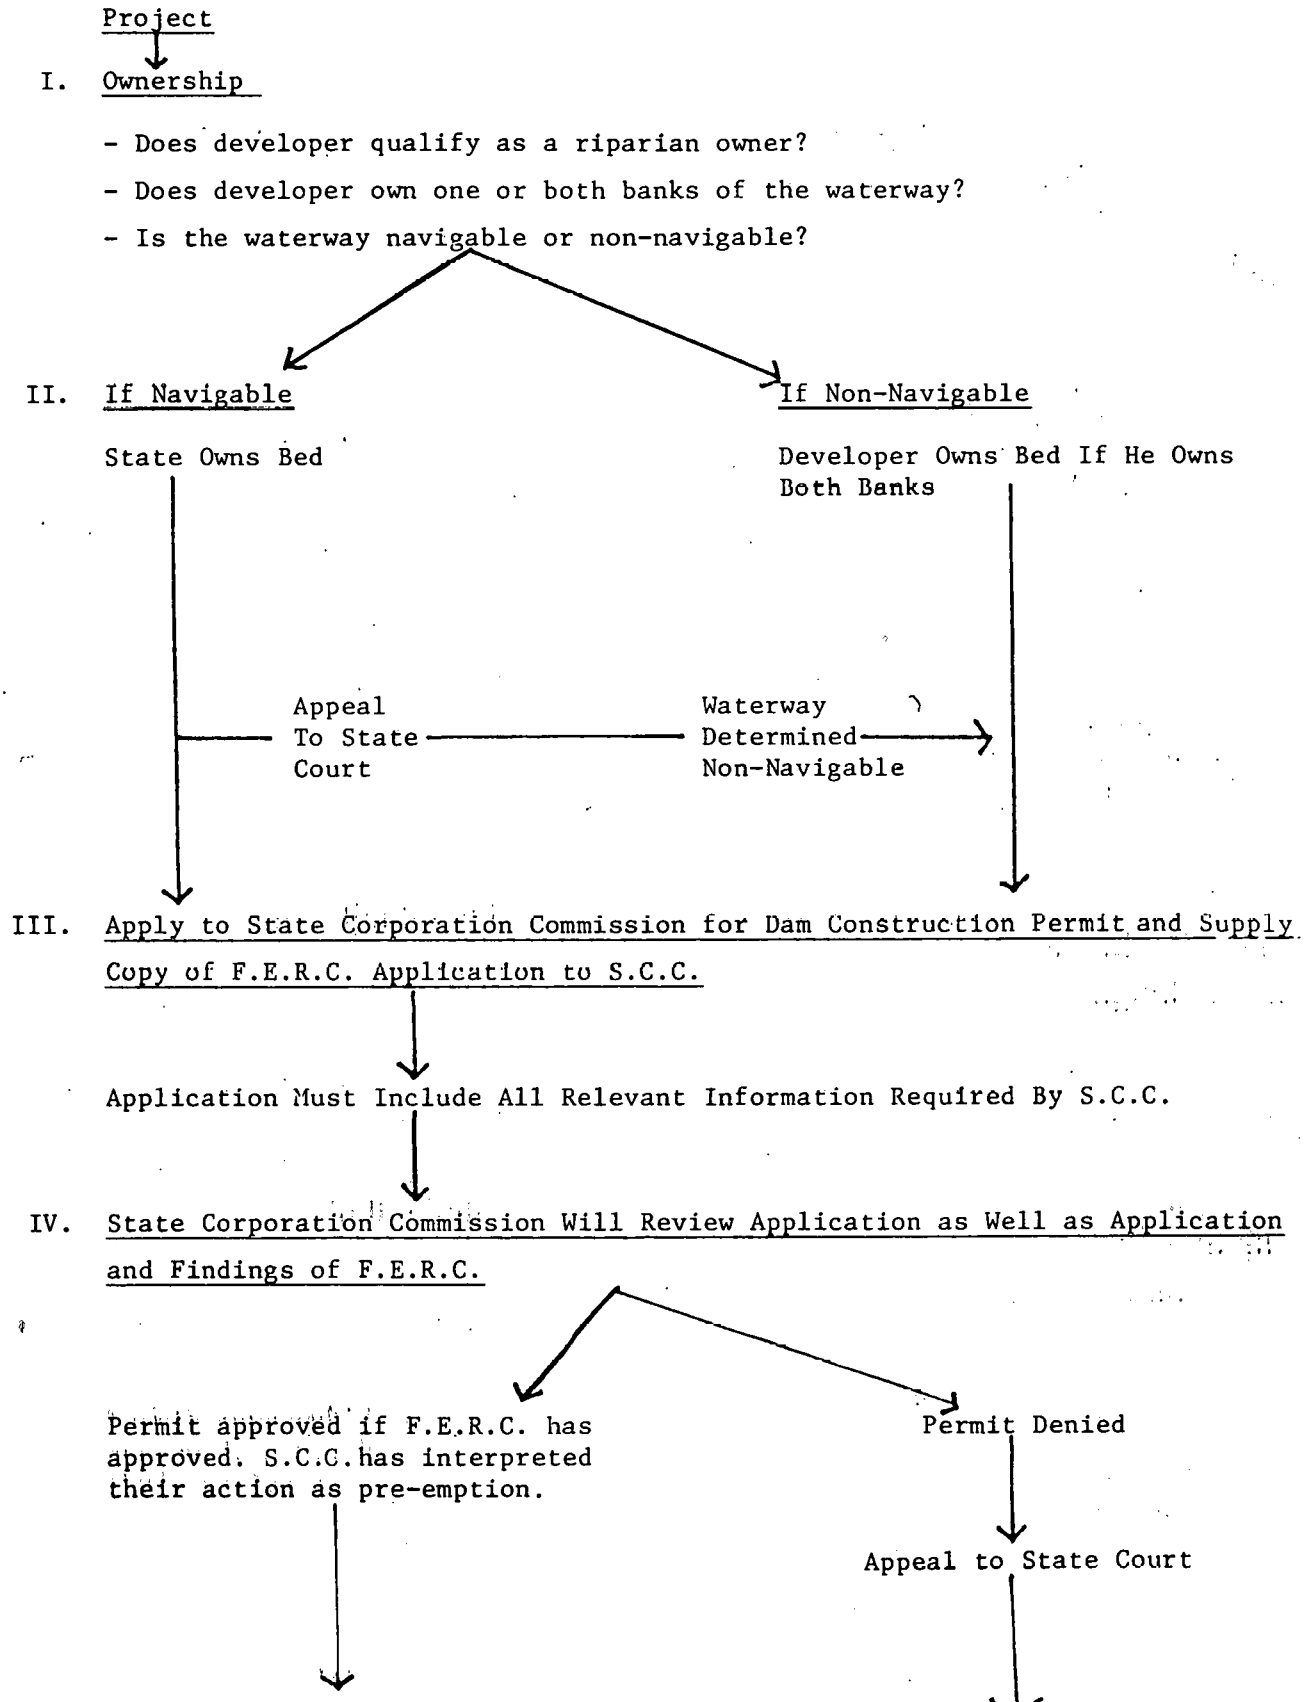 Project
I. Ownership
- Does developer qualify as a riparian owner?
- Does developer own one or both banks of the waterway?
- Is the waterway navigable or non-navigable?
II. If Navigable
If Non-Navigable
State Owns Bed
Developer Owns Bed If He Owns
Both Banks
Appeal
To State
Court
Waterway
Determined
Non-Navigable
III. Apply to State Corporation Commission for Dam Construction Permit and Supply
Copy of F.E.R.C. Application to S.C.C.
Application Must Include All Relevant Information Required By S.C.C.
IV. State Corporation Commission Will Review Application as Well as Application
and Findings of F.E.R.C.
Permit approved if F.E.R.C. has
approved. S.C.C. has interpreted
their action as pre-emption.
Permit Denied
Appeal to State Court